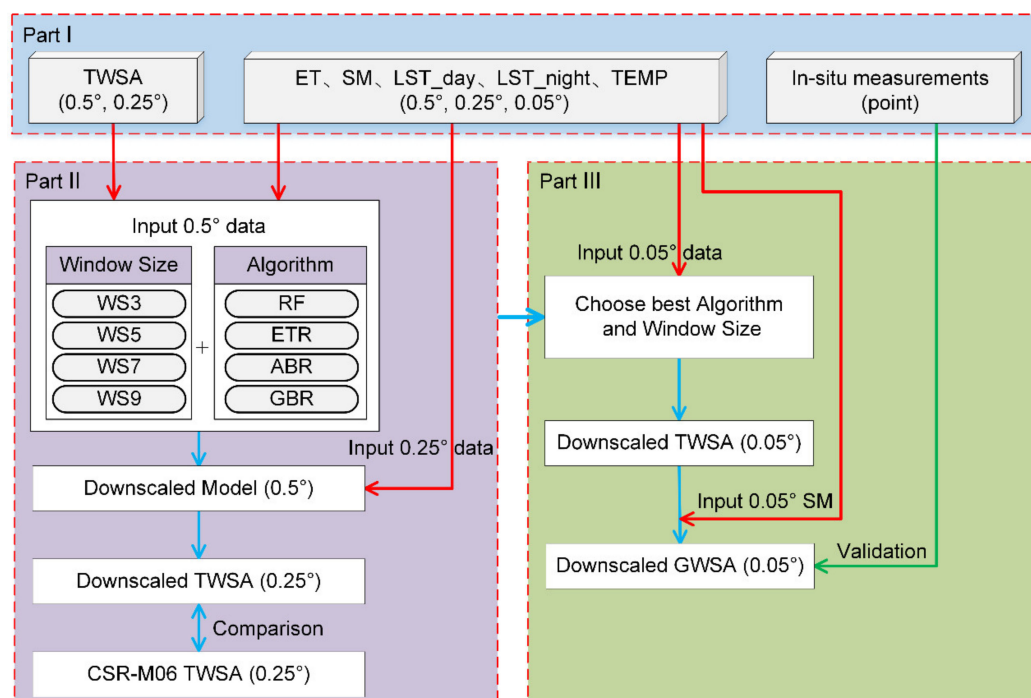 Part I
TWSA
(0.5°, 0.25°)
ET、SM、LST_day、LST_night、TEMP
(0.5°, 0.25°, 0.05°)
In-situ measurements
(point)
Part II
Input 0.5° data
Window Size
WS3
WS5
WS7
WS9
+
Algorithm
RF
ETR
ABR
GBR
Input 0.25° data
Downscaled Model (0.5°)
Downscaled TWSA (0.25°)
Comparison
CSR-M06 TWSA (0.25°)
Part III
Input 0.05° data
Choose best Algorithm
and Window Size
Downscaled TWSA (0.05°)
Input 0.05° SM
Downscaled GWSA (0.05°)
Validation